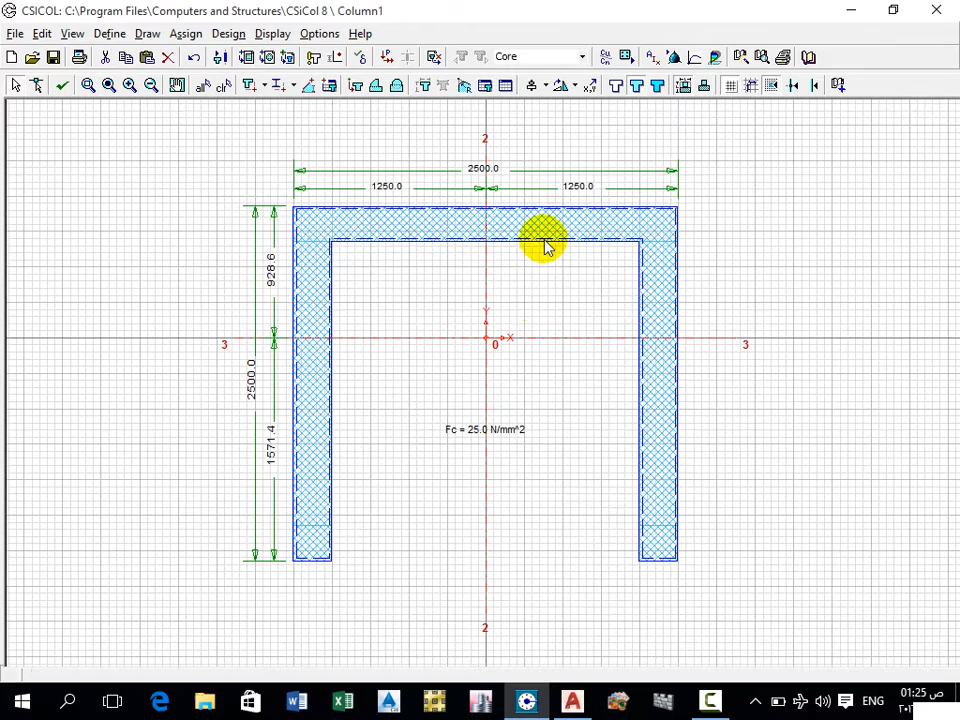 CSICOL: C:\Program Files\Computers and Structures\CSiCol 8 \ Column1
File Edit View Define Draw Assign Design Display Options Help
Core
2
2500.0
1250.0 1250.0
928.6
Y
X
3 0 3
2500.0
1571.4
Fc = 25.0 N/mm^2
2
ENG
01:25 ص